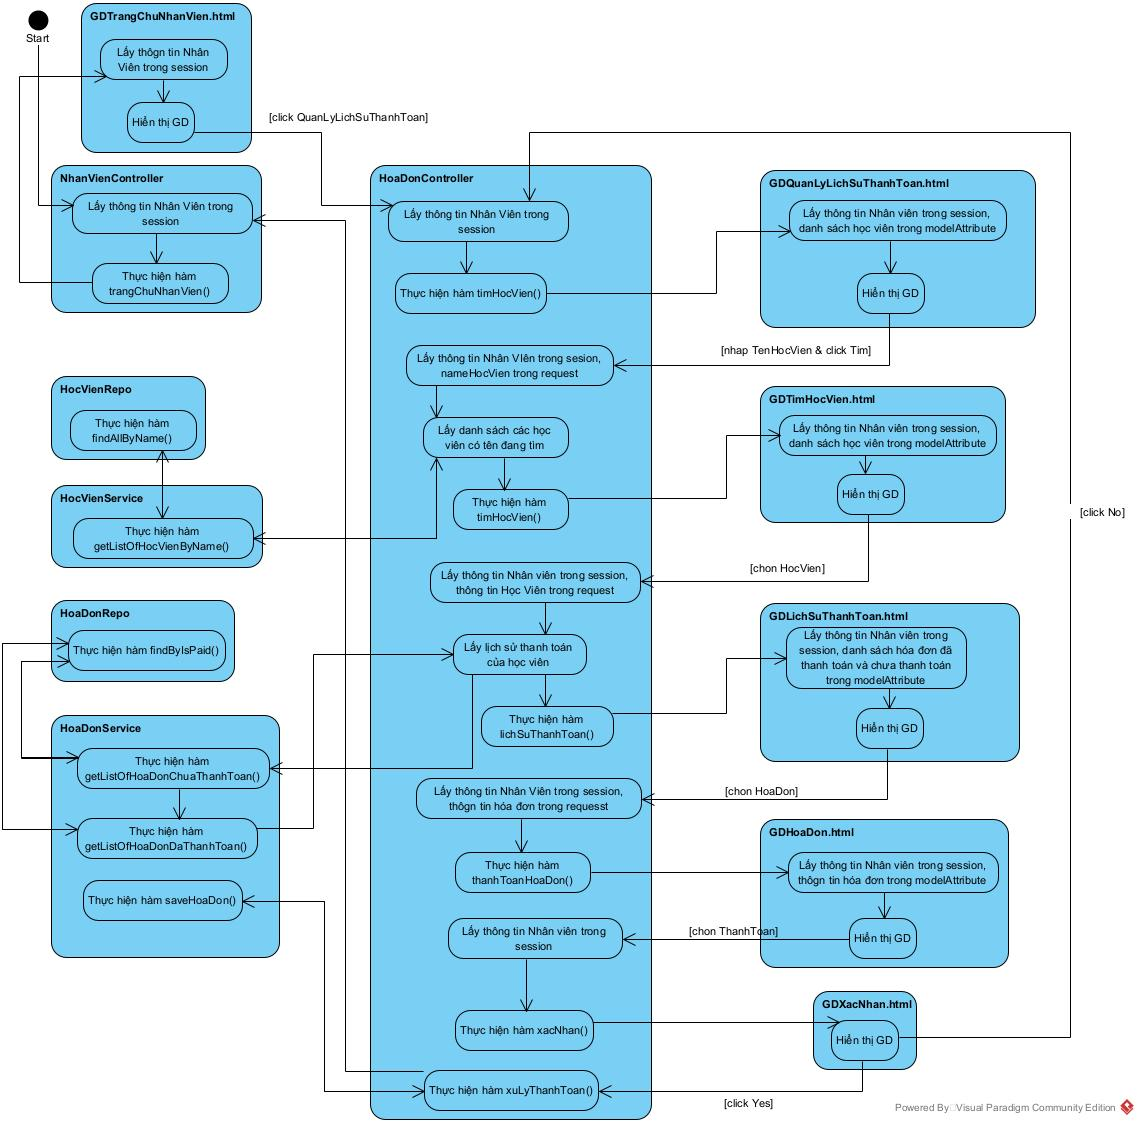 Start
GDTrangChuNhanVien.html
Lấy thôgn tin Nhân
Viên trong session
Hiển thị GD
[click QuanLyLichSuThanhToan]
NhanVienController
Lấy thông tin Nhân Viên trong
session
Thực hiện hàm
trangChuNhanVien()
HoaDonController
Lấy thông tin Nhân Viên trong
session
Thực hiện hàm timHocVien()
GDQuanLyLichSuThanhToan.html
Lấy thông tin Nhân viên trong session,
danh sách học viên trong modelAttribute
Hiển thị GD
[nhap TenHocVien & click Tim]
Lấy thông tin Nhân VIên trong sesion,
nameHocVien trong request
Lấy danh sách các học
viên có tên đang tìm
Thực hiện hàm
timHocVien()
HocVienRepo
Thực hiện hàm
findAllByName()
HocVienService
Thực hiện hàm
getListOfHocVienByName()
GDTimHocVien.html
Lấy thông tin Nhân viên trong session,
danh sách học viên trong modelAttribute
Hiển thị GD
[click No]
[chon HocVien]
Lấy thông tin Nhân viên trong session,
thông tin Học Viên trong request
Lấy lịch sử thanh toán
của học viên
Thực hiện hàm
lichSuThanhToan()
HoaDonRepo
Thực hiện hàm findByIsPaid()
GDLichSuThanhToan.html
Lấy thông tin Nhân viên trong
session, danh sách hóa đơn đã
thanh toán và chưa thanh toán
trong modelAttribute
Hiển thị GD
HoaDonService
Thực hiện hàm
getListOfHoaDonChuaThanhToan()
Thực hiện hàm
getListOfHoaDonDaThanhToan()
Thực hiện hàm saveHoaDon()
[chon HoaDon]
Lấy thông tin Nhân Viên trong session,
thôgn tin hóa đơn trong requesst
Thực hiện hàm
thanhToanHoaDon()
GDHoaDon.html
Lấy thông tin Nhân viên trong session,
thôgn tin hóa đơn trong modelAttribute
Hiển thị GD
[chon ThanhToan]
Lấy thông tin Nhân viên trong
session
Thực hiện hàm xacNhan()
GDXacNhan.html
Hiển thị GD
Thực hiện hàm xuLyThanhToan()
[click Yes]
Powered By Visual Paradigm Community Edition